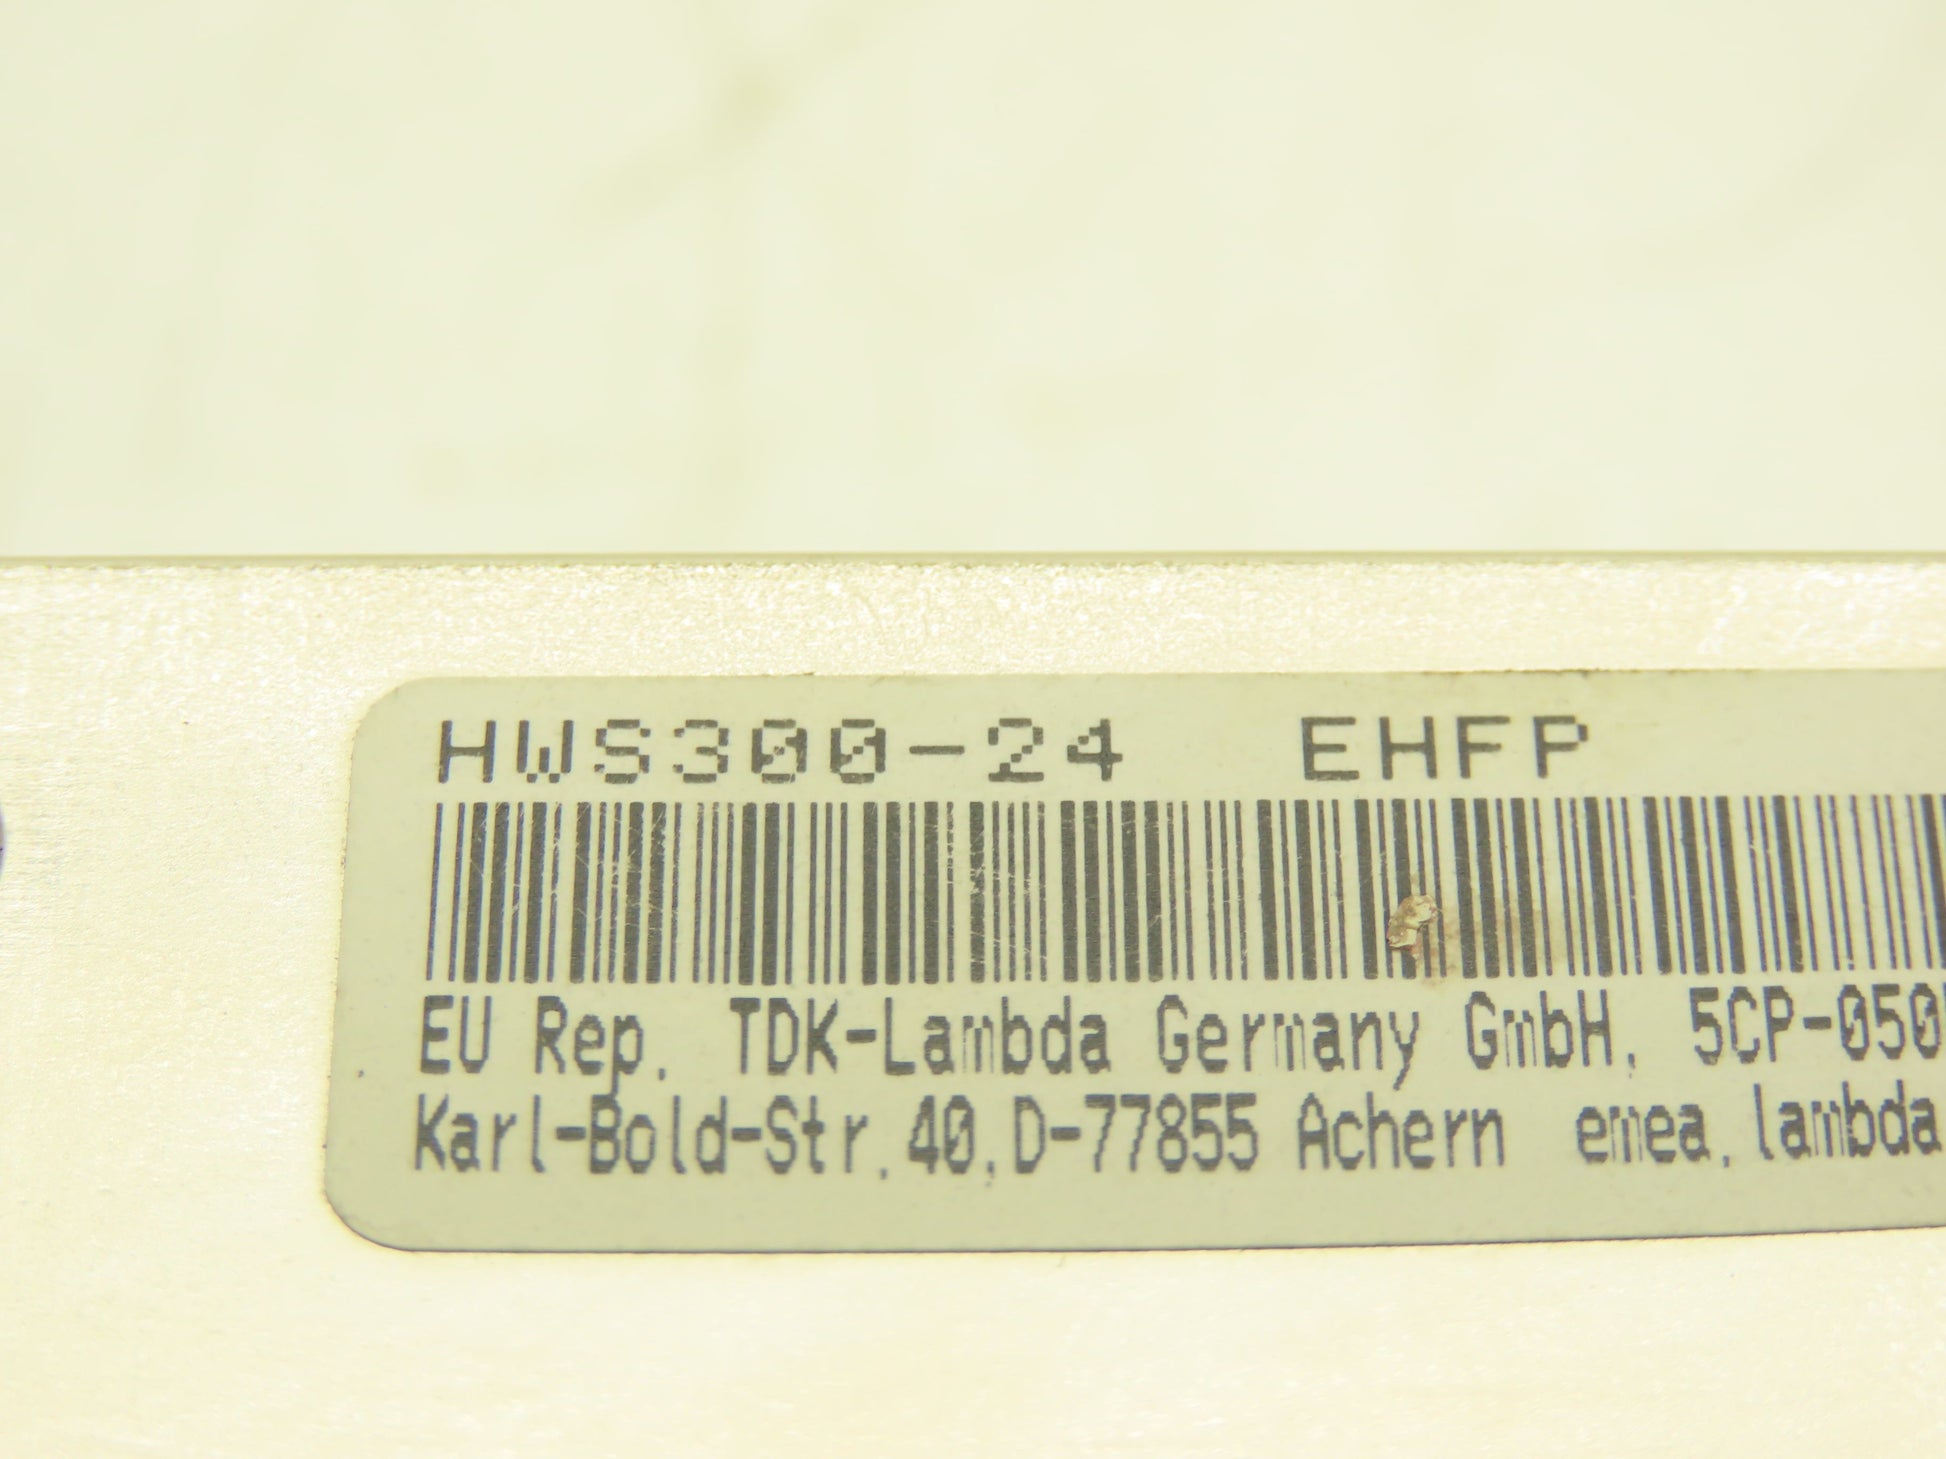 HWS300-24 EHFP
EU Rep. TDK-Lambda Germany GmbH. 5CP-050
Karl-Bold-Str.40,D-77855 Achern emea.lambda